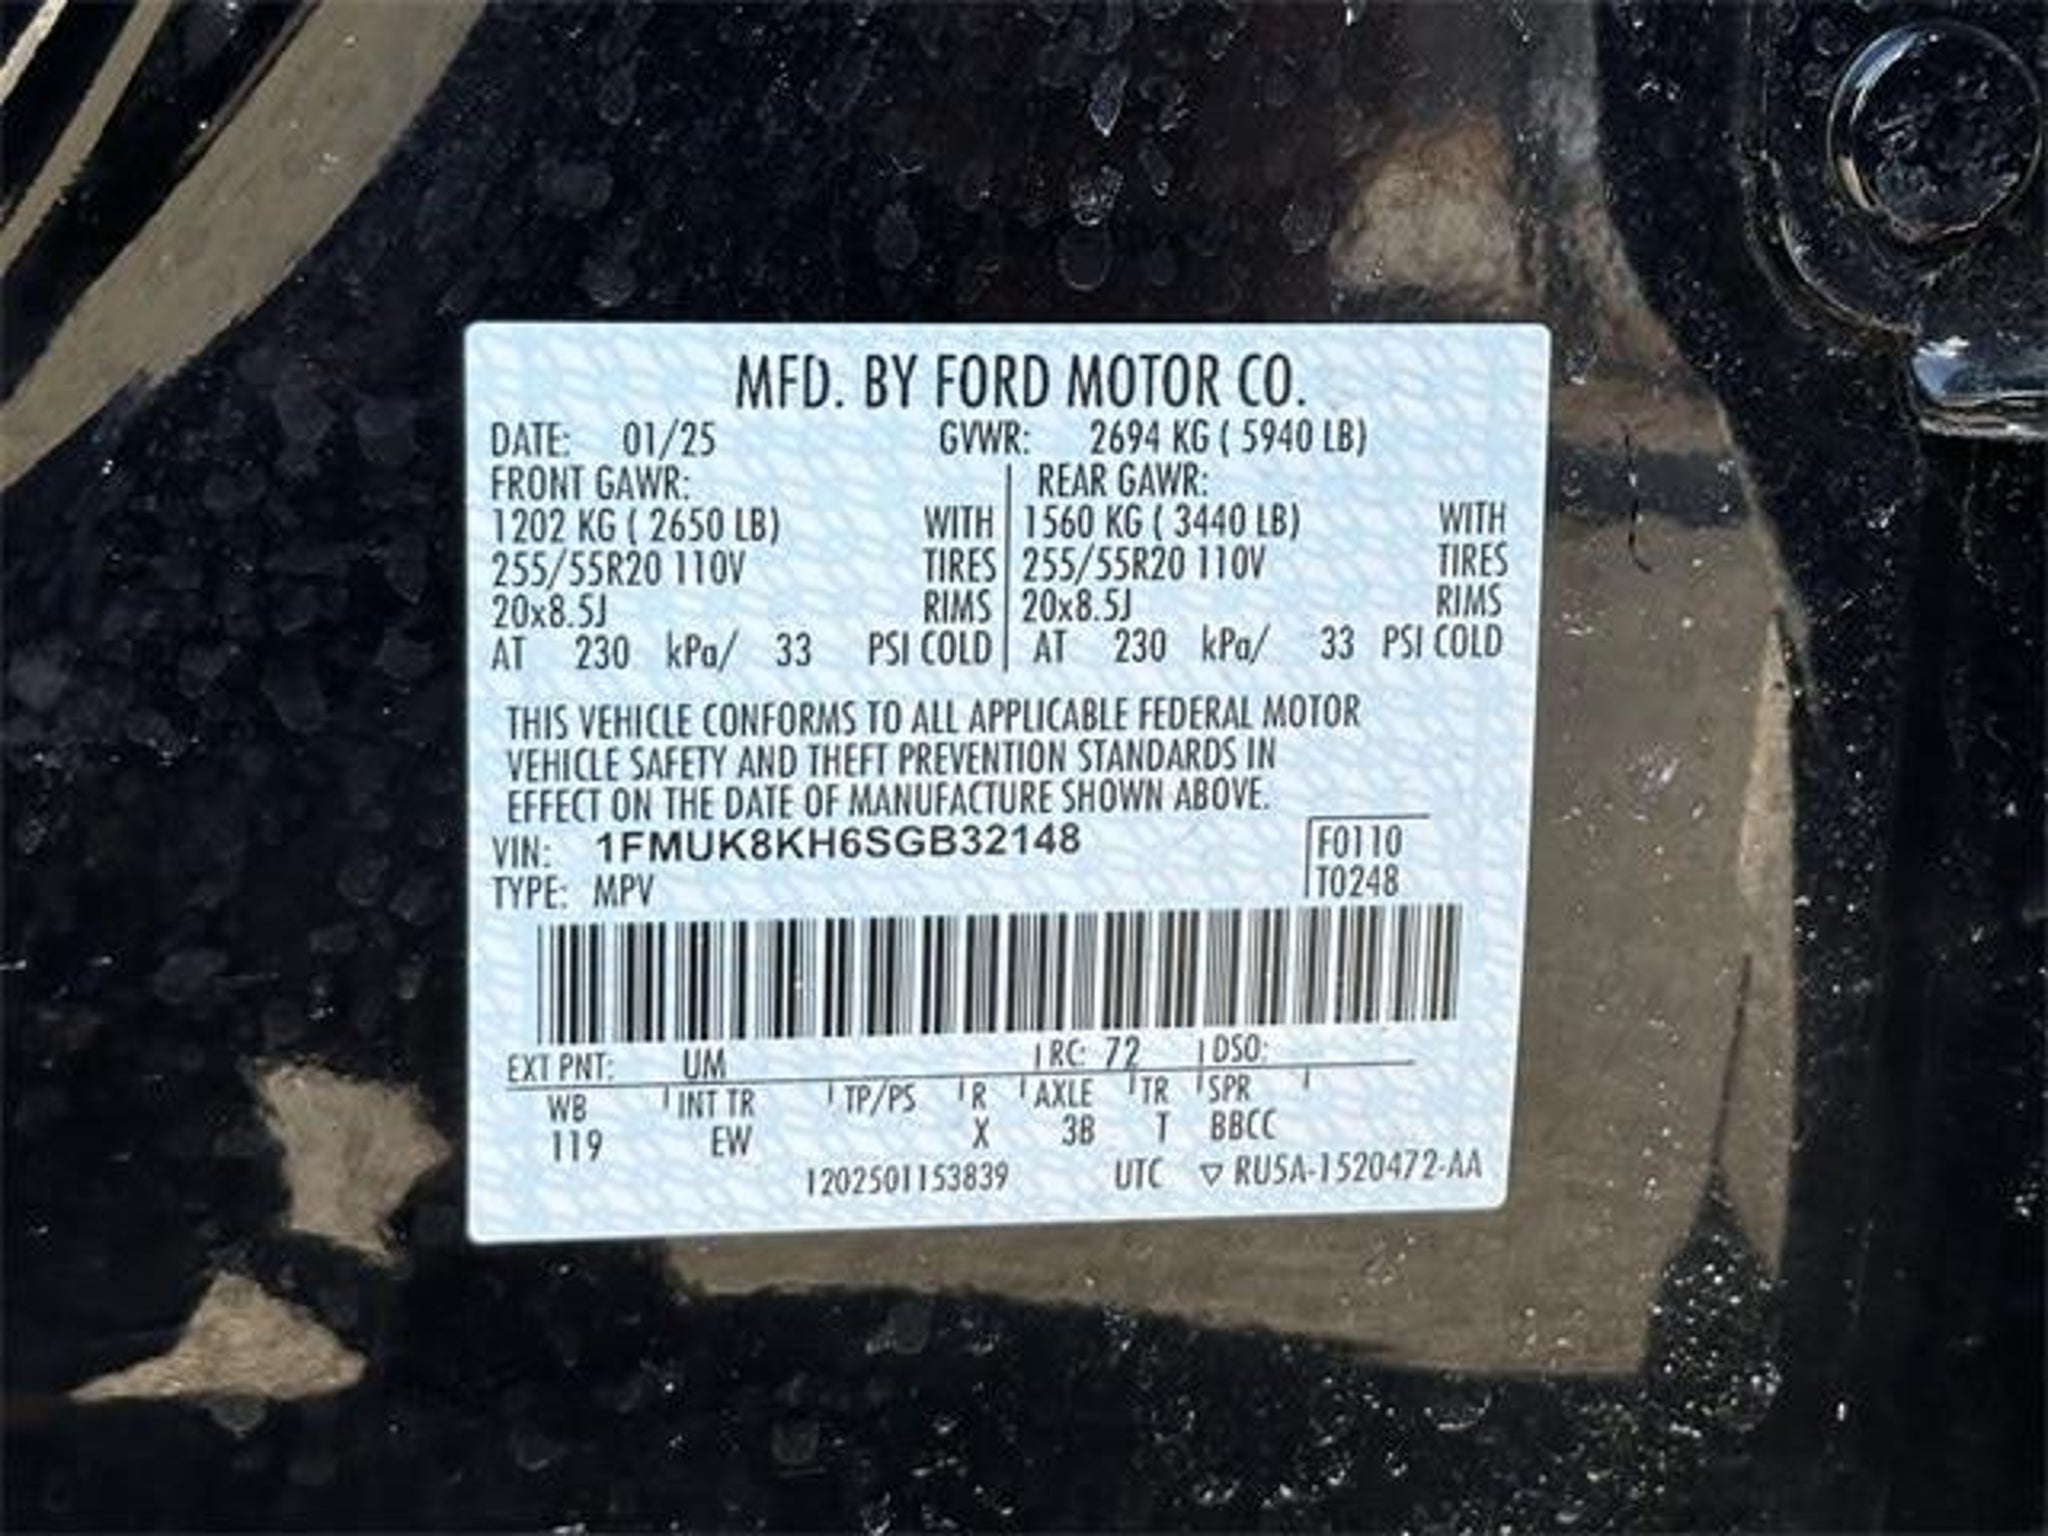 MFD. BY FORD MOTOR CO.
DATE: 01/25 GVWR: 2694 KG ( 5940 LB)
FRONT GAWR: REAR GAWR:
1202 KG ( 2650 LB) WITH 1560 KG ( 3440 LB) WITH
255/55R20 110V TIRES 255/55R20 110V TIRES
20x8.5J RIMS 20x8.5J RIMS
AT 230 kPa/ 33 PSI COLD AT 230 kPa/ 33 PSI COLD
THIS VEHICLE CONFORMS TO ALL APPLICABLE FEDERAL MOTOR
VEHICLE SAFETY AND THEFT PREVENTION STANDARDS IN
EFFECT ON THE DATE OF MANUFACTURE SHOWN ABOVE.
VIN: 1FMUK8KH6SGB32148 F0110
TYPE: MPV T0248
EXT PNT: UM RC: 72 DSO:
WB INT TR TP/PS R AXLE TR SPR
119 EW X 3B T BBCC
1202501153839 UTC ▽ RU5A-1520472-AA